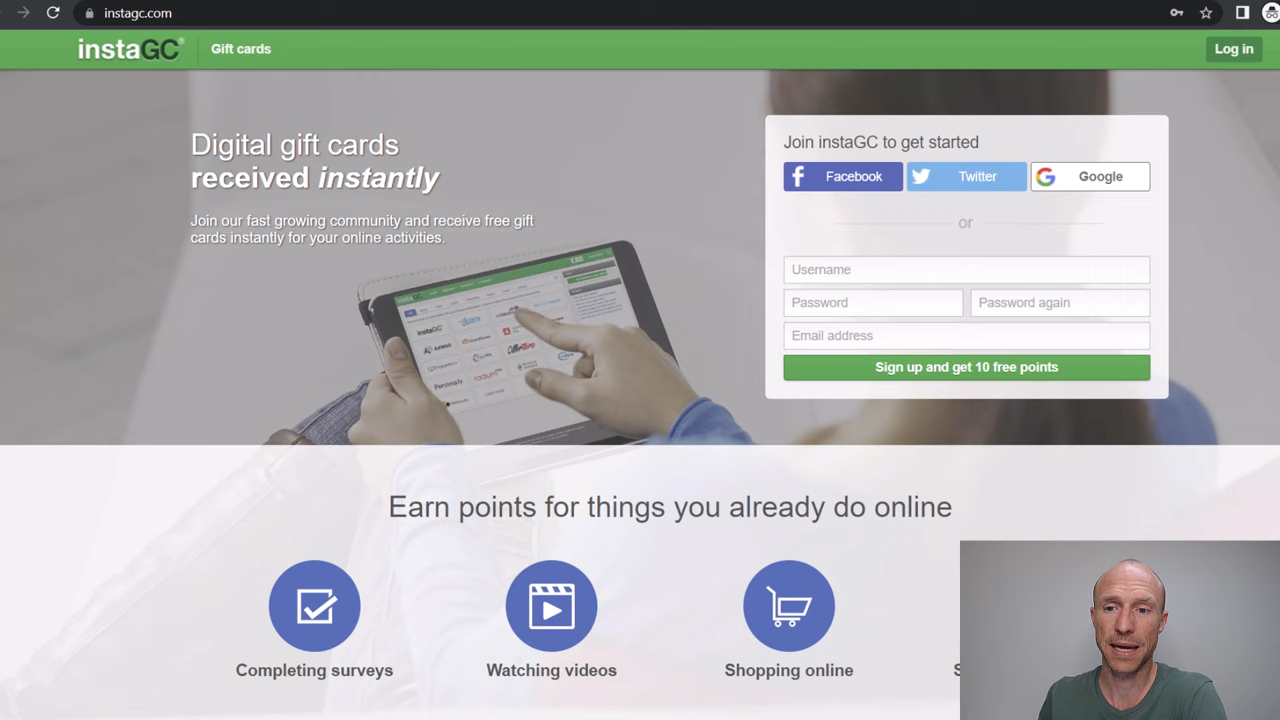 instagc.com
instaGC®
Gift cards
Log in
Digital gift cards
received instantly
Join our fast growing community and receive free gift
cards instantly for your online activities.
Join instaGC to get started
Facebook
Twitter
Google
or
Username
Password
Password again
Email address
Sign up and get 10 free points
instaGC
Earn points for things you already do online
Completing surveys
Watching videos
Shopping online
S